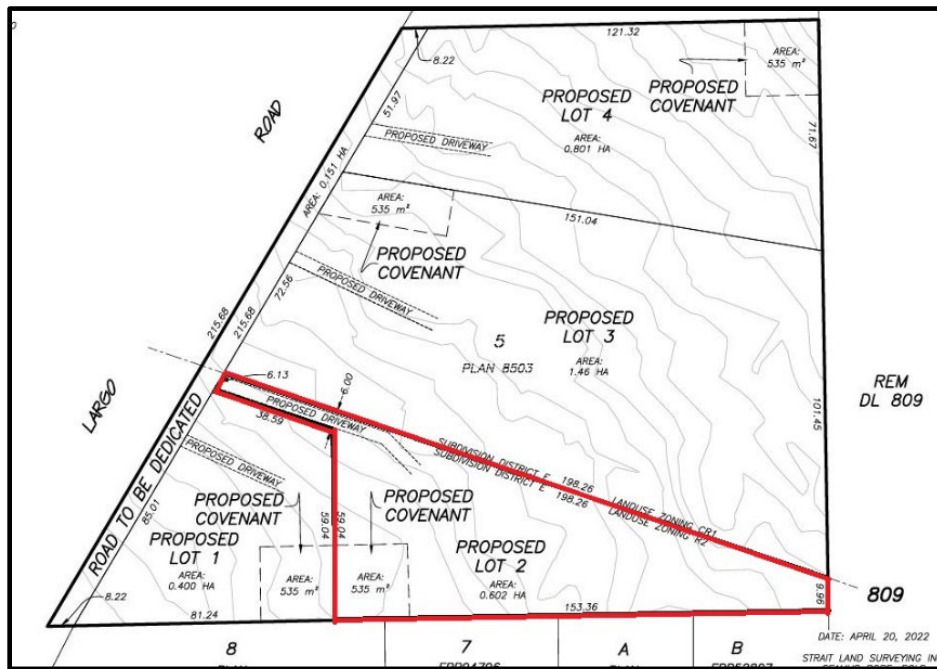 121.32
AREA:
535 m²
8.22
PROPOSED
COVENANT
PROPOSED
LOT 4
AREA:
0.801 HA
71.67
ROAD
51.97
PROPOSED DRIVEWAY
AREA: 0.151 HA
AREA:
535 m²
151.04
PROPOSED
COVENANT
PROPOSED DRIVEWAY
72.56
215.68
215.68
5
PLAN 8503
PROPOSED
LOT 3
AREA:
1.46 HA
REM
DL 809
101.45
LARGO
6.13
6.00
PROPOSED DRIVEWAY
38.59
SUBDIVISION DISTRICT F 198.26 LANDUSE ZONING CR1
SUBDIVISION DISTRICT E 198.26 LANDUSE ZONING R2
ROAD TO BE DEDICATED
PROPOSED DRIVEWAY
85.01
PROPOSED
COVENANT
PROPOSED
COVENANT
59.04
59.04
PROPOSED
LOT 1
AREA:
0.400 HA
AREA:
535 m²
AREA:
535 m²
PROPOSED
LOT 2
AREA:
0.602 HA
9.96
809
8.22
81.24
153.36
8
7
A
B
DATE: APRIL 20, 2022
STRAIT LAND SURVEYING